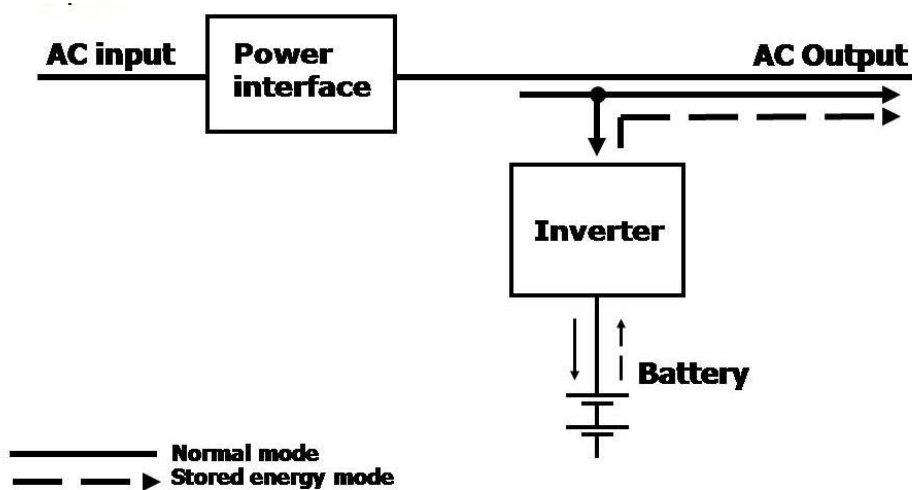 AC input
Power
interface
AC Output
Inverter
Battery
Normal mode
Stored energy mode